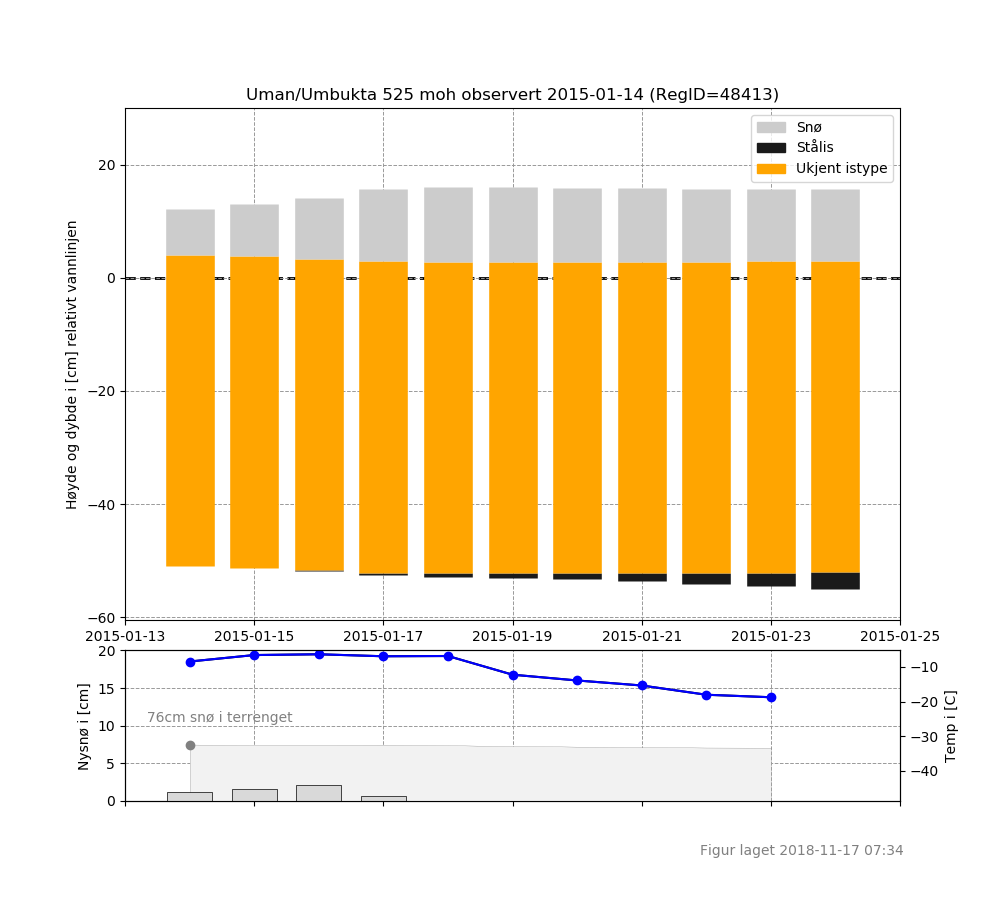 Uman/Umbukta 525 moh observert 2015-01-14 (RegID=48413)
Snø
Stålis
Ukjent istype
Høyde og dybde i [cm] relativt vannlinjen
20
0
−20
−40
−60
2015-01-13 2015-01-15 2015-01-17 2015-01-19 2015-01-21 2015-01-23 2015-01-25
Nysnø i [cm]
20
15
10
5
0
76cm snø i terrenget
−10
−20
−30
−40
Temp i [C]
Figur laget 2018-11-17 07:34